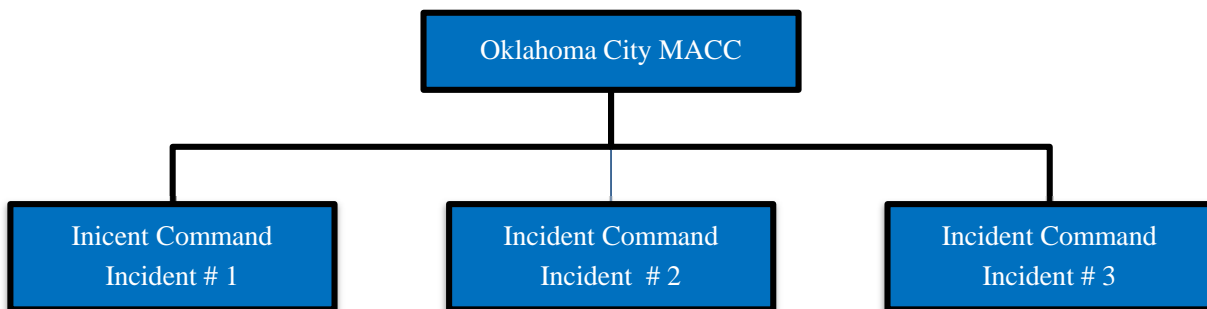 Oklahoma City MACC
Inicent Command
Incident # 1
Incident Command
Incident  # 2
Incident Command
Incident # 3